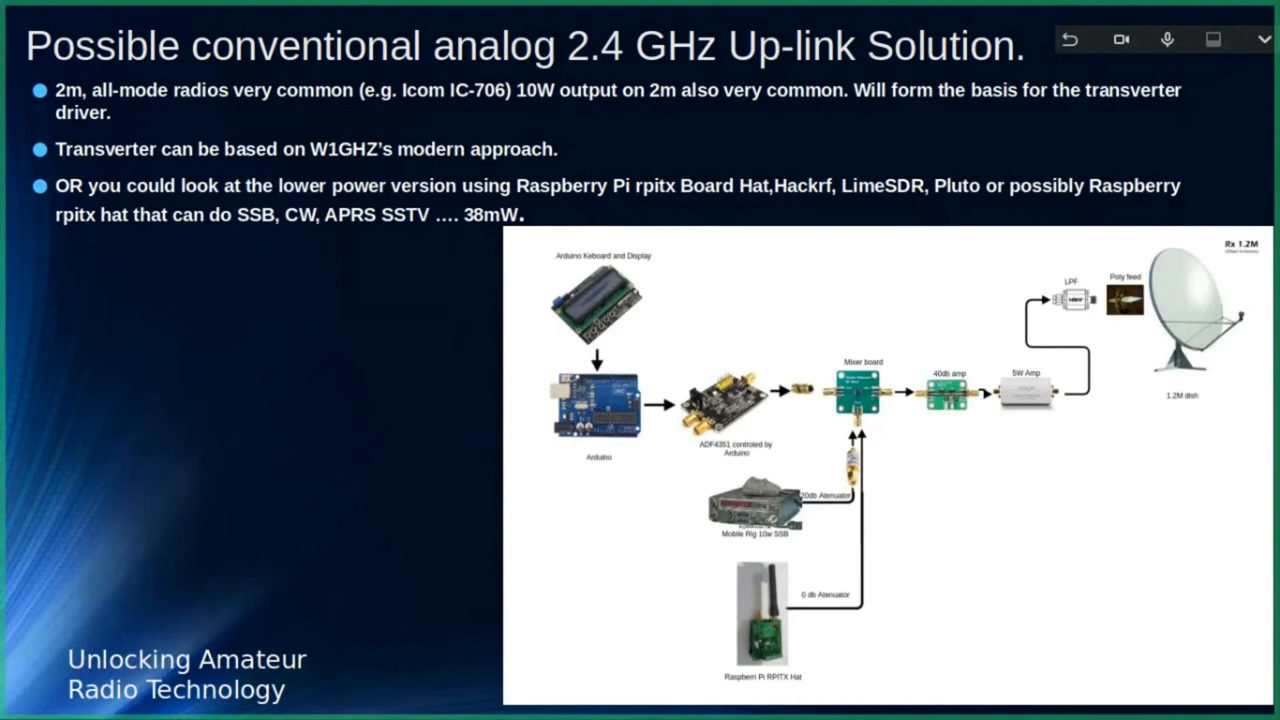 Possible conventional analog 2.4 GHz Up-link Solution.
2m, all-mode radios very common (e.g. Icom IC-706) 10W output on 2m also very common. Will form the basis for the transverter
driver.
Transverter can be based on W1GHZ’s modern approach.
OR you could look at the lower power version using Raspberry Pi rpitx Board Hat,Hackrf, LimeSDR, Pluto or possibly Raspberry
rpitx hat that can do SSB, CW, APRS SSTV …. 38mW.
Rx 1.2M
Arduino Keboard and Display
LPF
Poty feed
Mixer board
40db amp
5W Amp
1.2M dish
ADF4351 controled by
Arduino
Arduino
20db Atenuator
Mobile Rig 10w SSB
0 db Atenuator
Raspberri Pi RPITX Hat
Unlocking Amateur
Radio Technology